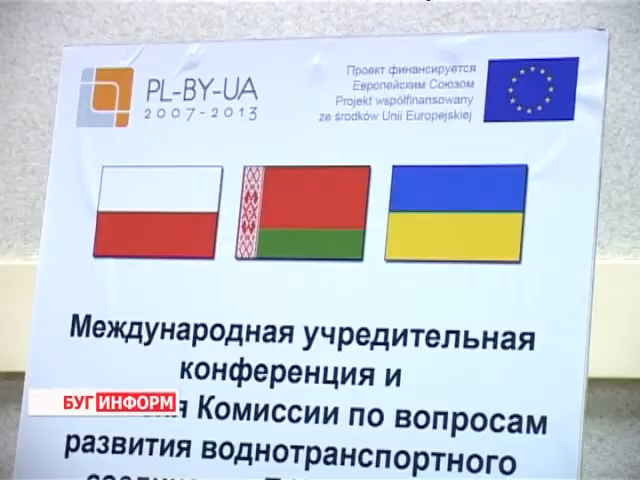 PL-BY-UA
2007-2013
Проект финансируется
Европейским Союзом
Projekt współfinansowany
ze środków Unii Europejskiej
Международная учредительная
конференция и
Комиссии по вопросам
БУГ ИНФОРМ
развития воднотранспортного